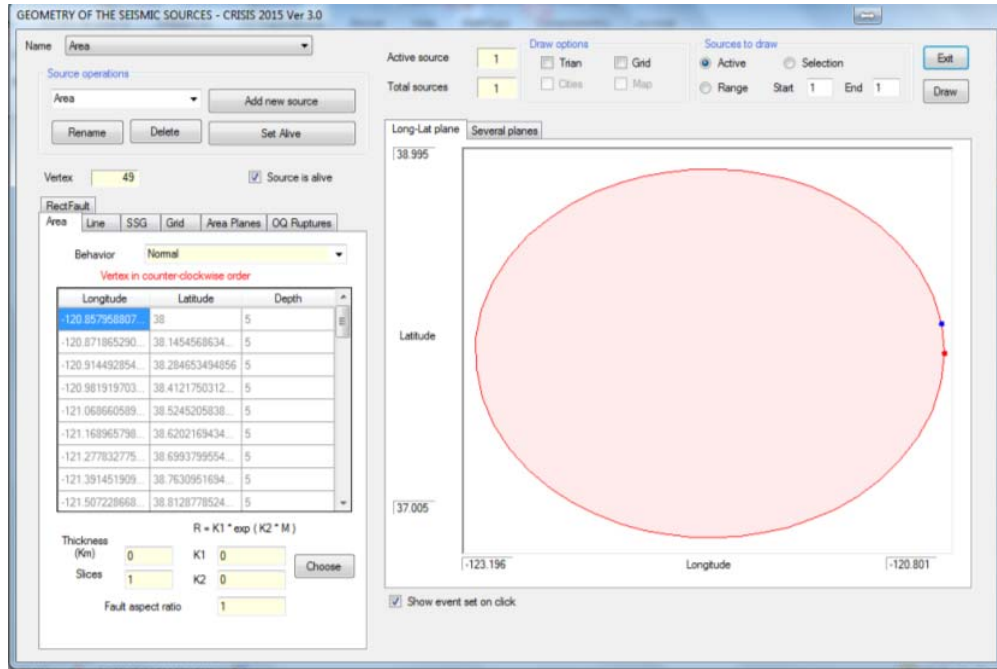 GEOMETRY OF THE SEISMIC SOURCES - CRISIS 2015 Ver 3.0
Name Area
Source operations
Area Add new source
Rename Delete Set Alive
Vertex 49 Source is alive
RectFault
Area Line SSG Grid Area Planes OQ Ruptures
Behavior Normal
Vertex in counter-clockwise order
Longitude Latitude Depth
-120.857958807... 38 5
-120.871865290... 38.1454568634... 5
-120.914492854... 38.284653494856 5
-120.981919703... 38.4121750312... 5
-121.068660589... 38.5245205838... 5
-121.168965798... 38.6202169434... 5
-121.277832775... 38.6993799554... 5
-121.391451909... 38.7630951694... 5
-121.507228668... 38.8128778524... 5
R = K1 * exp ( K2 * M )
Thickness
(Km) 0 K1 0
Slices 1 K2 0 Choose
Fault aspect ratio 1
Active source 1
Total sources 1
Draw options
Trian Grid
Cities Map
Sources to draw
Active Selection
Range Start 1 End 1
Exit
Draw
Long-Lat plane Several planes
38.995
Latitude
37.005
-123.196 Longitude -120.801
Show event set on click